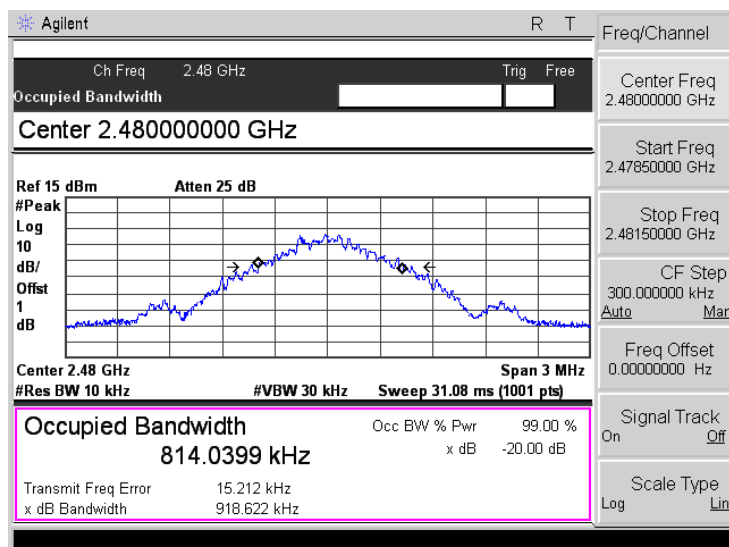 Agilent R T
Ch Freq 2.48 GHz Trig Free
Occupied Bandwidth
Center 2.480000000 GHz
Ref 15 dBm Atten 25 dB
#Peak
Log
10
dB/
Offst
1
dB
Center 2.48 GHz Span 3 MHz
#Res BW 10 kHz #VBW 30 kHz Sweep 31.08 ms (1001 pts)
Occupied Bandwidth
814.0399 kHz
Occ BW % Pwr 99.00 %
x dB -20.00 dB
Transmit Freq Error 15.212 kHz
x dB Bandwidth 918.622 kHz
Freq/Channel
Center Freq
2.48000000 GHz
Start Freq
2.47850000 GHz
Stop Freq
2.48150000 GHz
CF Step
300.000000 kHz
Auto Man
Freq Offset
0.00000000 Hz
Signal Track
On Off
Scale Type
Log Lin